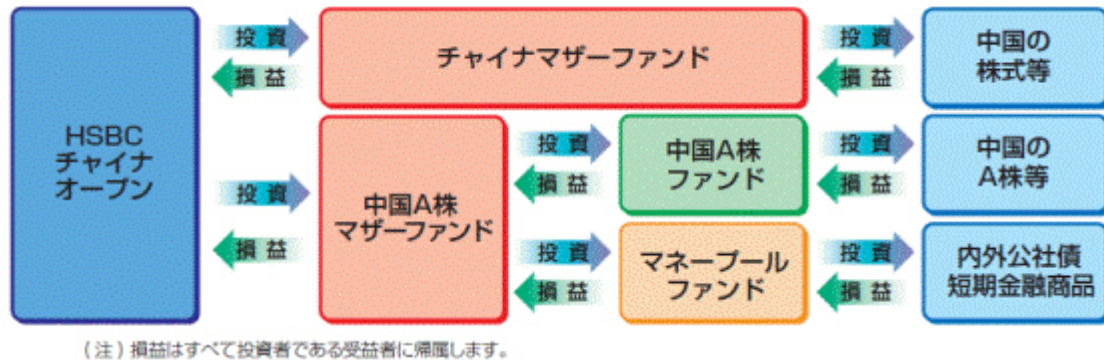 HSBC
チャイナ
オープン
投資
損益
チャイナマザーファンド
投資
損益
中国の
株式等
投資
損益
中国A株
マザーファンド
投資
損益
中国A株
ファンド
投資
損益
中国の
A株等
投資
損益
マネープール
ファンド
投資
損益
内外公社債
短期金融商品
(注)損益はすべて投資者である受益者に帰属します。